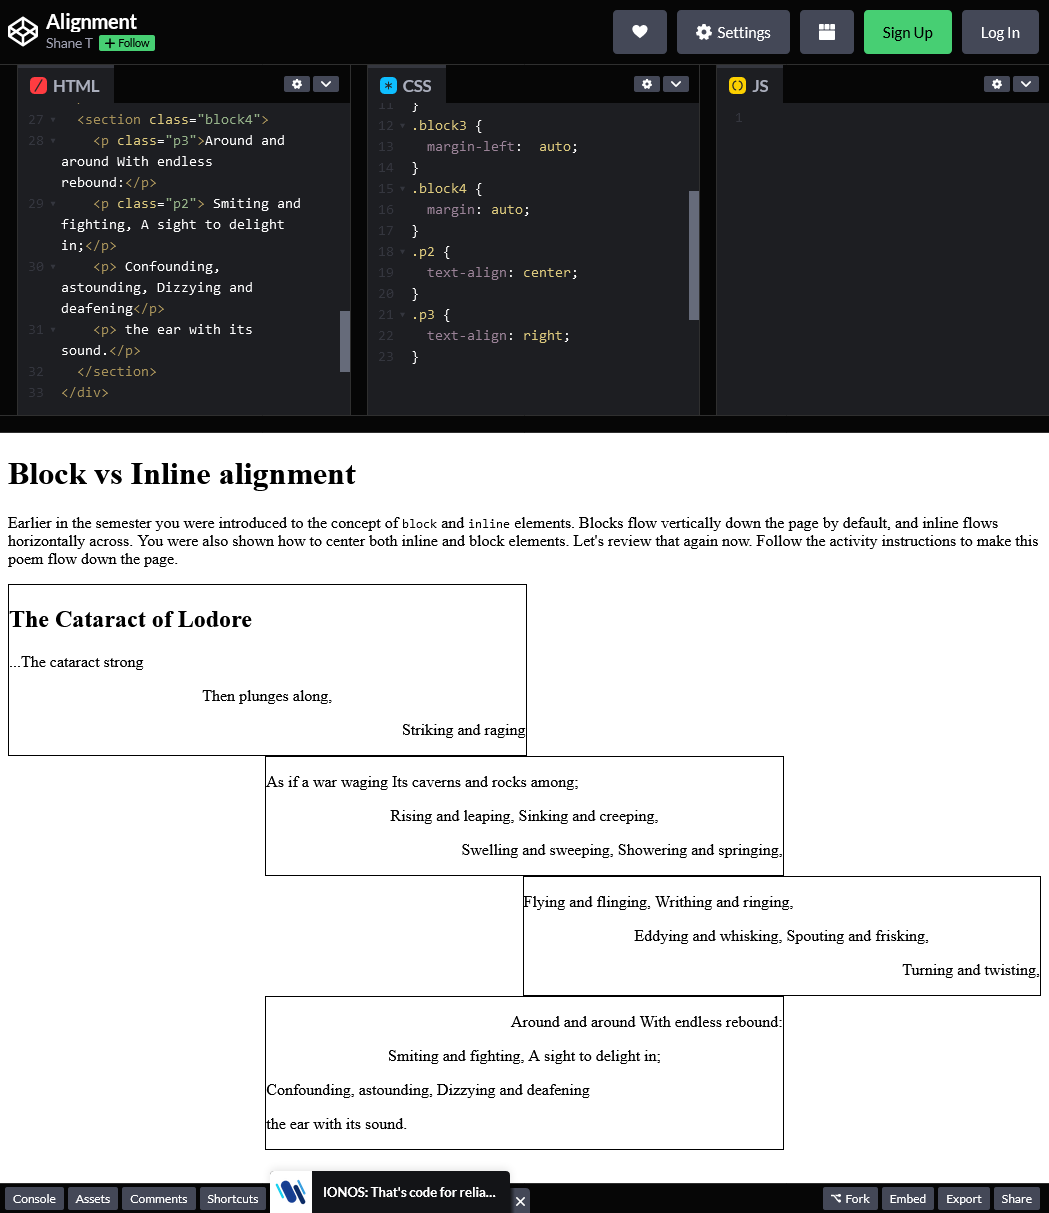 Alignment
Shane T + Follow
Settings
Sign Up
Log In
HTML
27 <section class="block4">
28 <p class="p3">Around and
around With endless
rebound:</p>
29 <p class="p2"> Smiting and
fighting, A sight to delight
in;</p>
30 <p> Confounding,
astounding, Dizzying and
deafening</p>
31 <p> the ear with its
sound.</p>
32 </section>
33 </div>
CSS
11 }
12 .block3 {
13 margin-left:  auto;
14 }
15 .block4 {
16 margin: auto;
17 }
18 .p2 {
19 text-align: center;
20 }
21 .p3 {
22 text-align: right;
23 }
JS
1
Block vs Inline alignment
Earlier in the semester you were introduced to the concept of block and inline elements. Blocks flow vertically down the page by default, and inline flows
horizontally across. You were also shown how to center both inline and block elements. Let's review that again now. Follow the activity instructions to make this
poem flow down the page.
The Cataract of Lodore
...The cataract strong
Then plunges along,
Striking and raging
As if a war waging Its caverns and rocks among;
Rising and leaping, Sinking and creeping,
Swelling and sweeping, Showering and springing,
Flying and flinging, Writhing and ringing,
Eddying and whisking, Spouting and frisking,
Turning and twisting,
Around and around With endless rebound:
Smiting and fighting, A sight to delight in;
Confounding, astounding, Dizzying and deafening
the ear with its sound.
Console
Assets
Comments
Shortcuts
IONOS: That's code for relia...
Fork
Embed
Export
Share